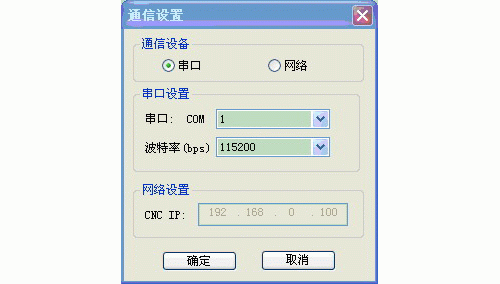 通信设置
通信设备
串口 网络
串口设置
串口: COM 1
波特率(bps) 115200
网络设置
CNC IP: 192 . 168 . 0 . 100
确定 取消